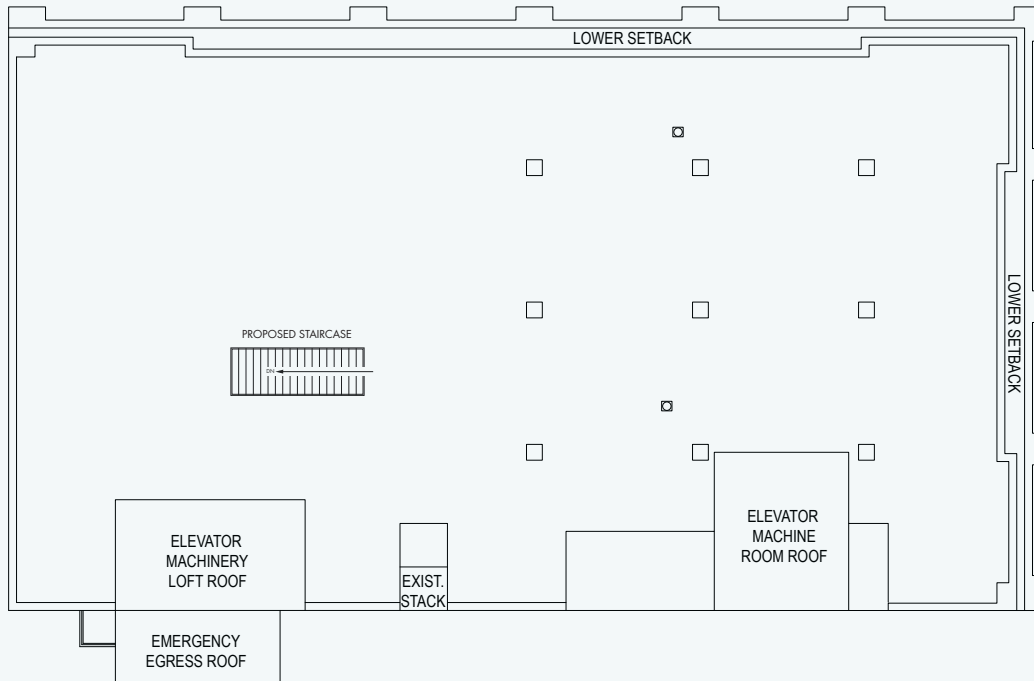 LOWER SETBACK
LOWER SETBACK
PROPOSED STAIRCASE
DN
ELEVATOR
MACHINERY
LOFT ROOF
EXIST.
STACK
ELEVATOR
MACHINE
ROOM ROOF
EMERGENCY
EGRESS ROOF